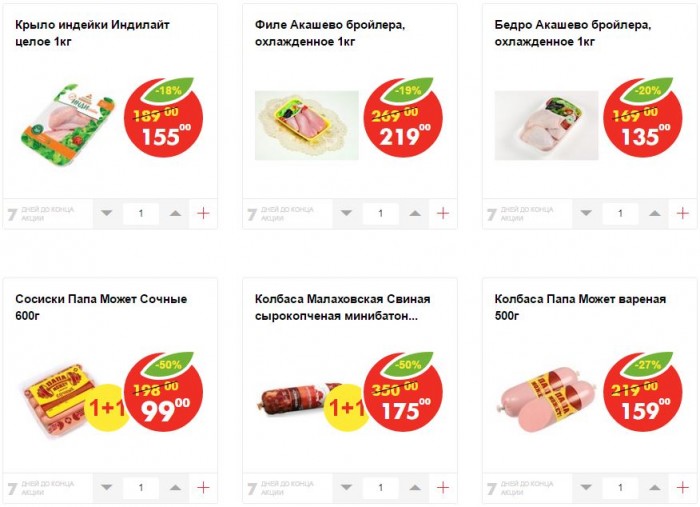 Крыло индейки Индилайт
целое 1кг
-18%
189 00
155 00
7 ДНЕЙ ДО КОНЦА
АКЦИИ
1
Филе Акашево бройлера,
охлажденное 1кг
-19%
269 00
219 00
7 ДНЕЙ ДО КОНЦА
АКЦИИ
1
Бедро Акашево бройлера,
охлажденное 1кг
-20%
169 00
135 00
7 ДНЕЙ ДО КОНЦА
АКЦИИ
1
Сосиски Папа Может Сочные
600г
ПАПА
МОЖЕТ
-50%
198 00
1+1
99 00
7 ДНЕЙ ДО КОНЦА
АКЦИИ
1
Колбаса Малаховская Свиная
сырокопченая минибатон...
-50%
350 00
1+1
175 00
7 ДНЕЙ ДО КОНЦА
АКЦИИ
1
Колбаса Папа Может вареная
500г
ПАПА
-27%
219 00
159 00
7 ДНЕЙ ДО КОНЦА
АКЦИИ
1